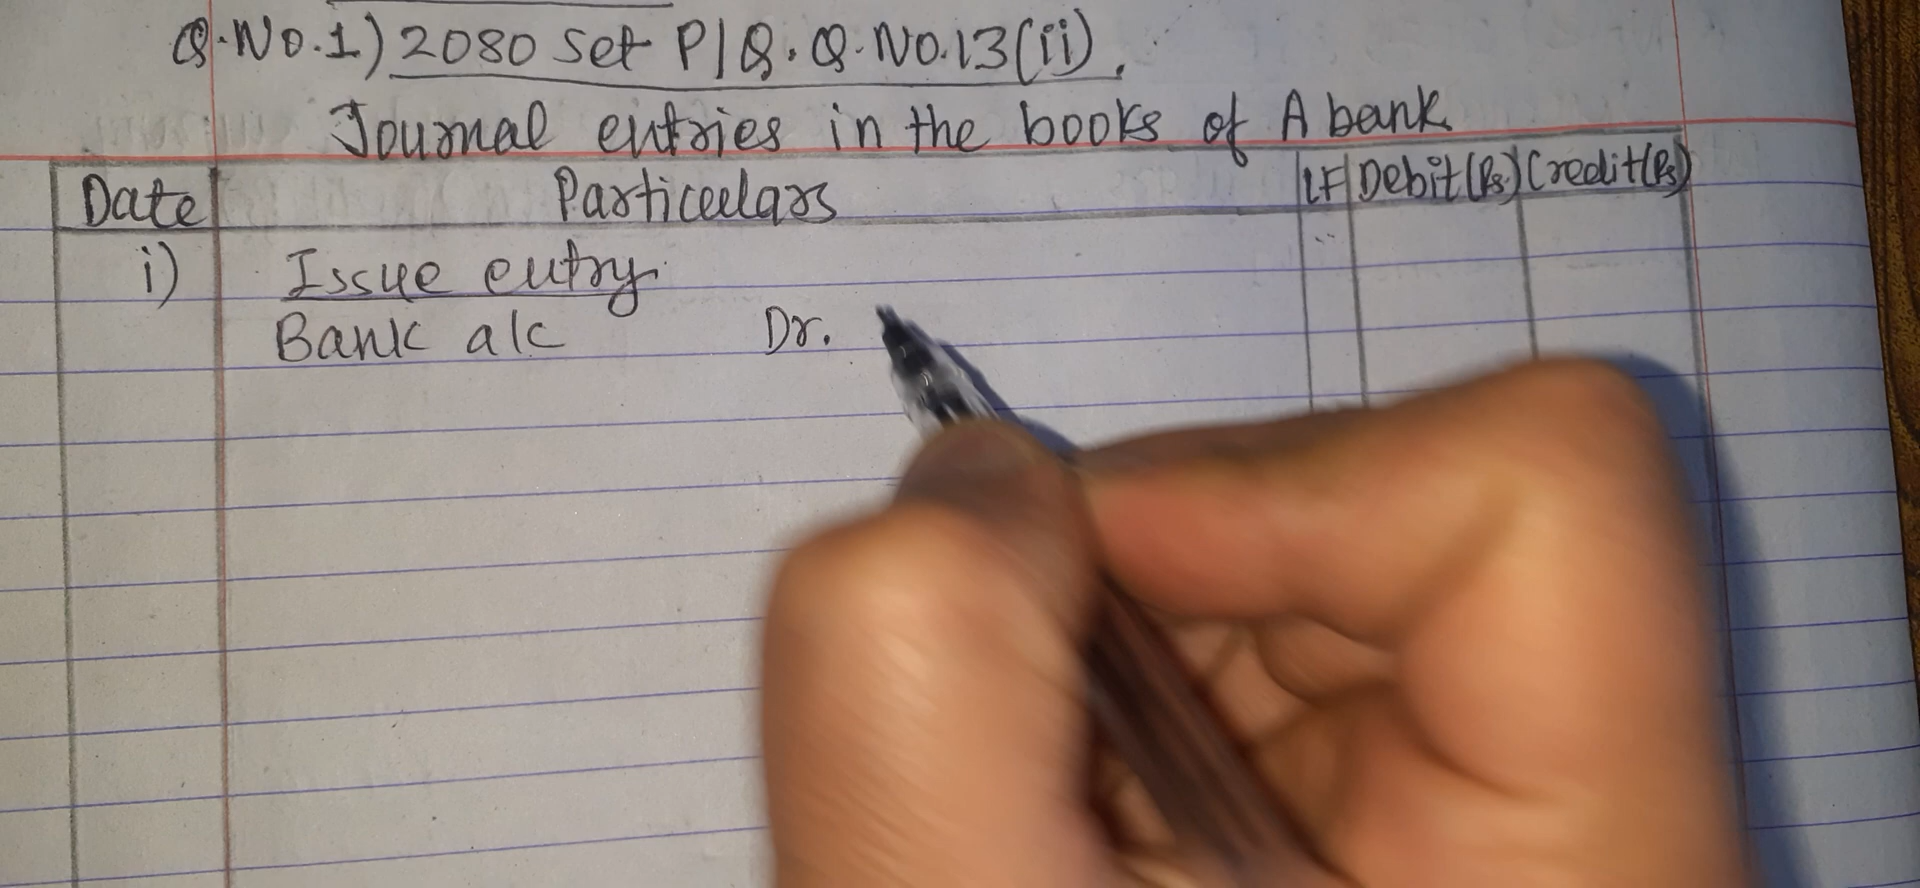 Q.No.1) 2080 Set P/Q. Q.No.13(ii).
Journal entries in the books of A bank
Date Particulars LF Debit(Rs.) Credit(Rs)
i) Issue entry.
Bank a/c Dr.